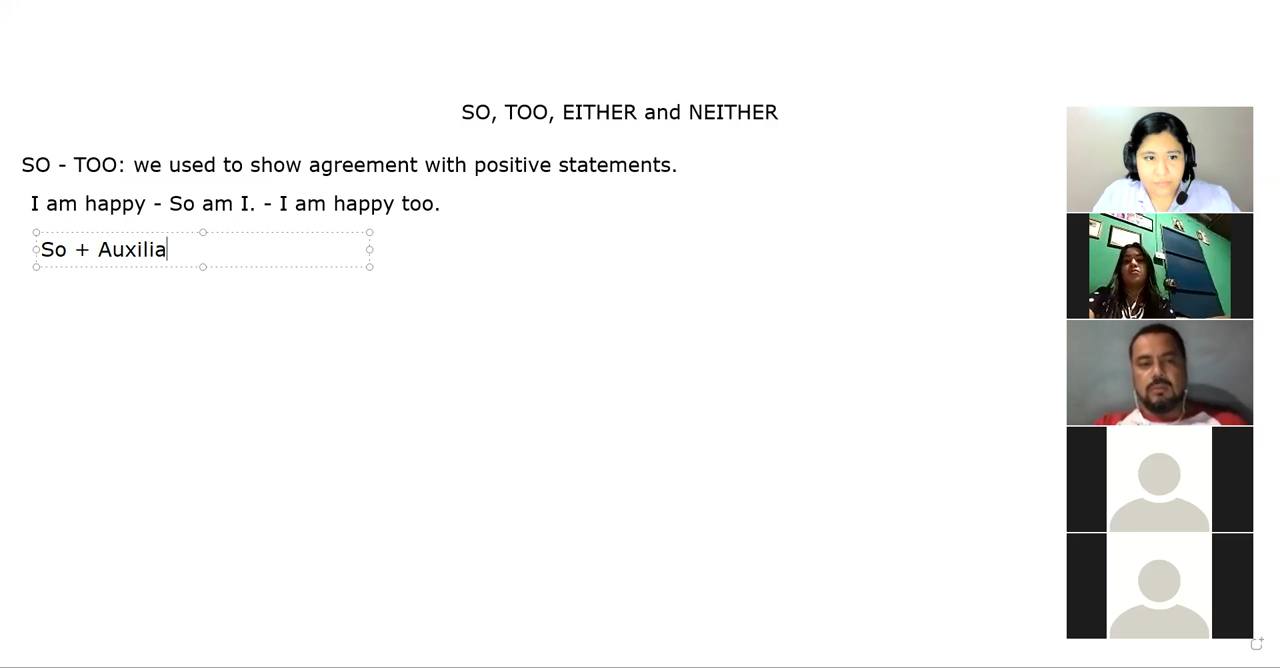 SO, TOO, EITHER and NEITHER
SO - TOO: we used to show agreement with positive statements.
I am happy - So am I. - I am happy too.
So + Auxilia